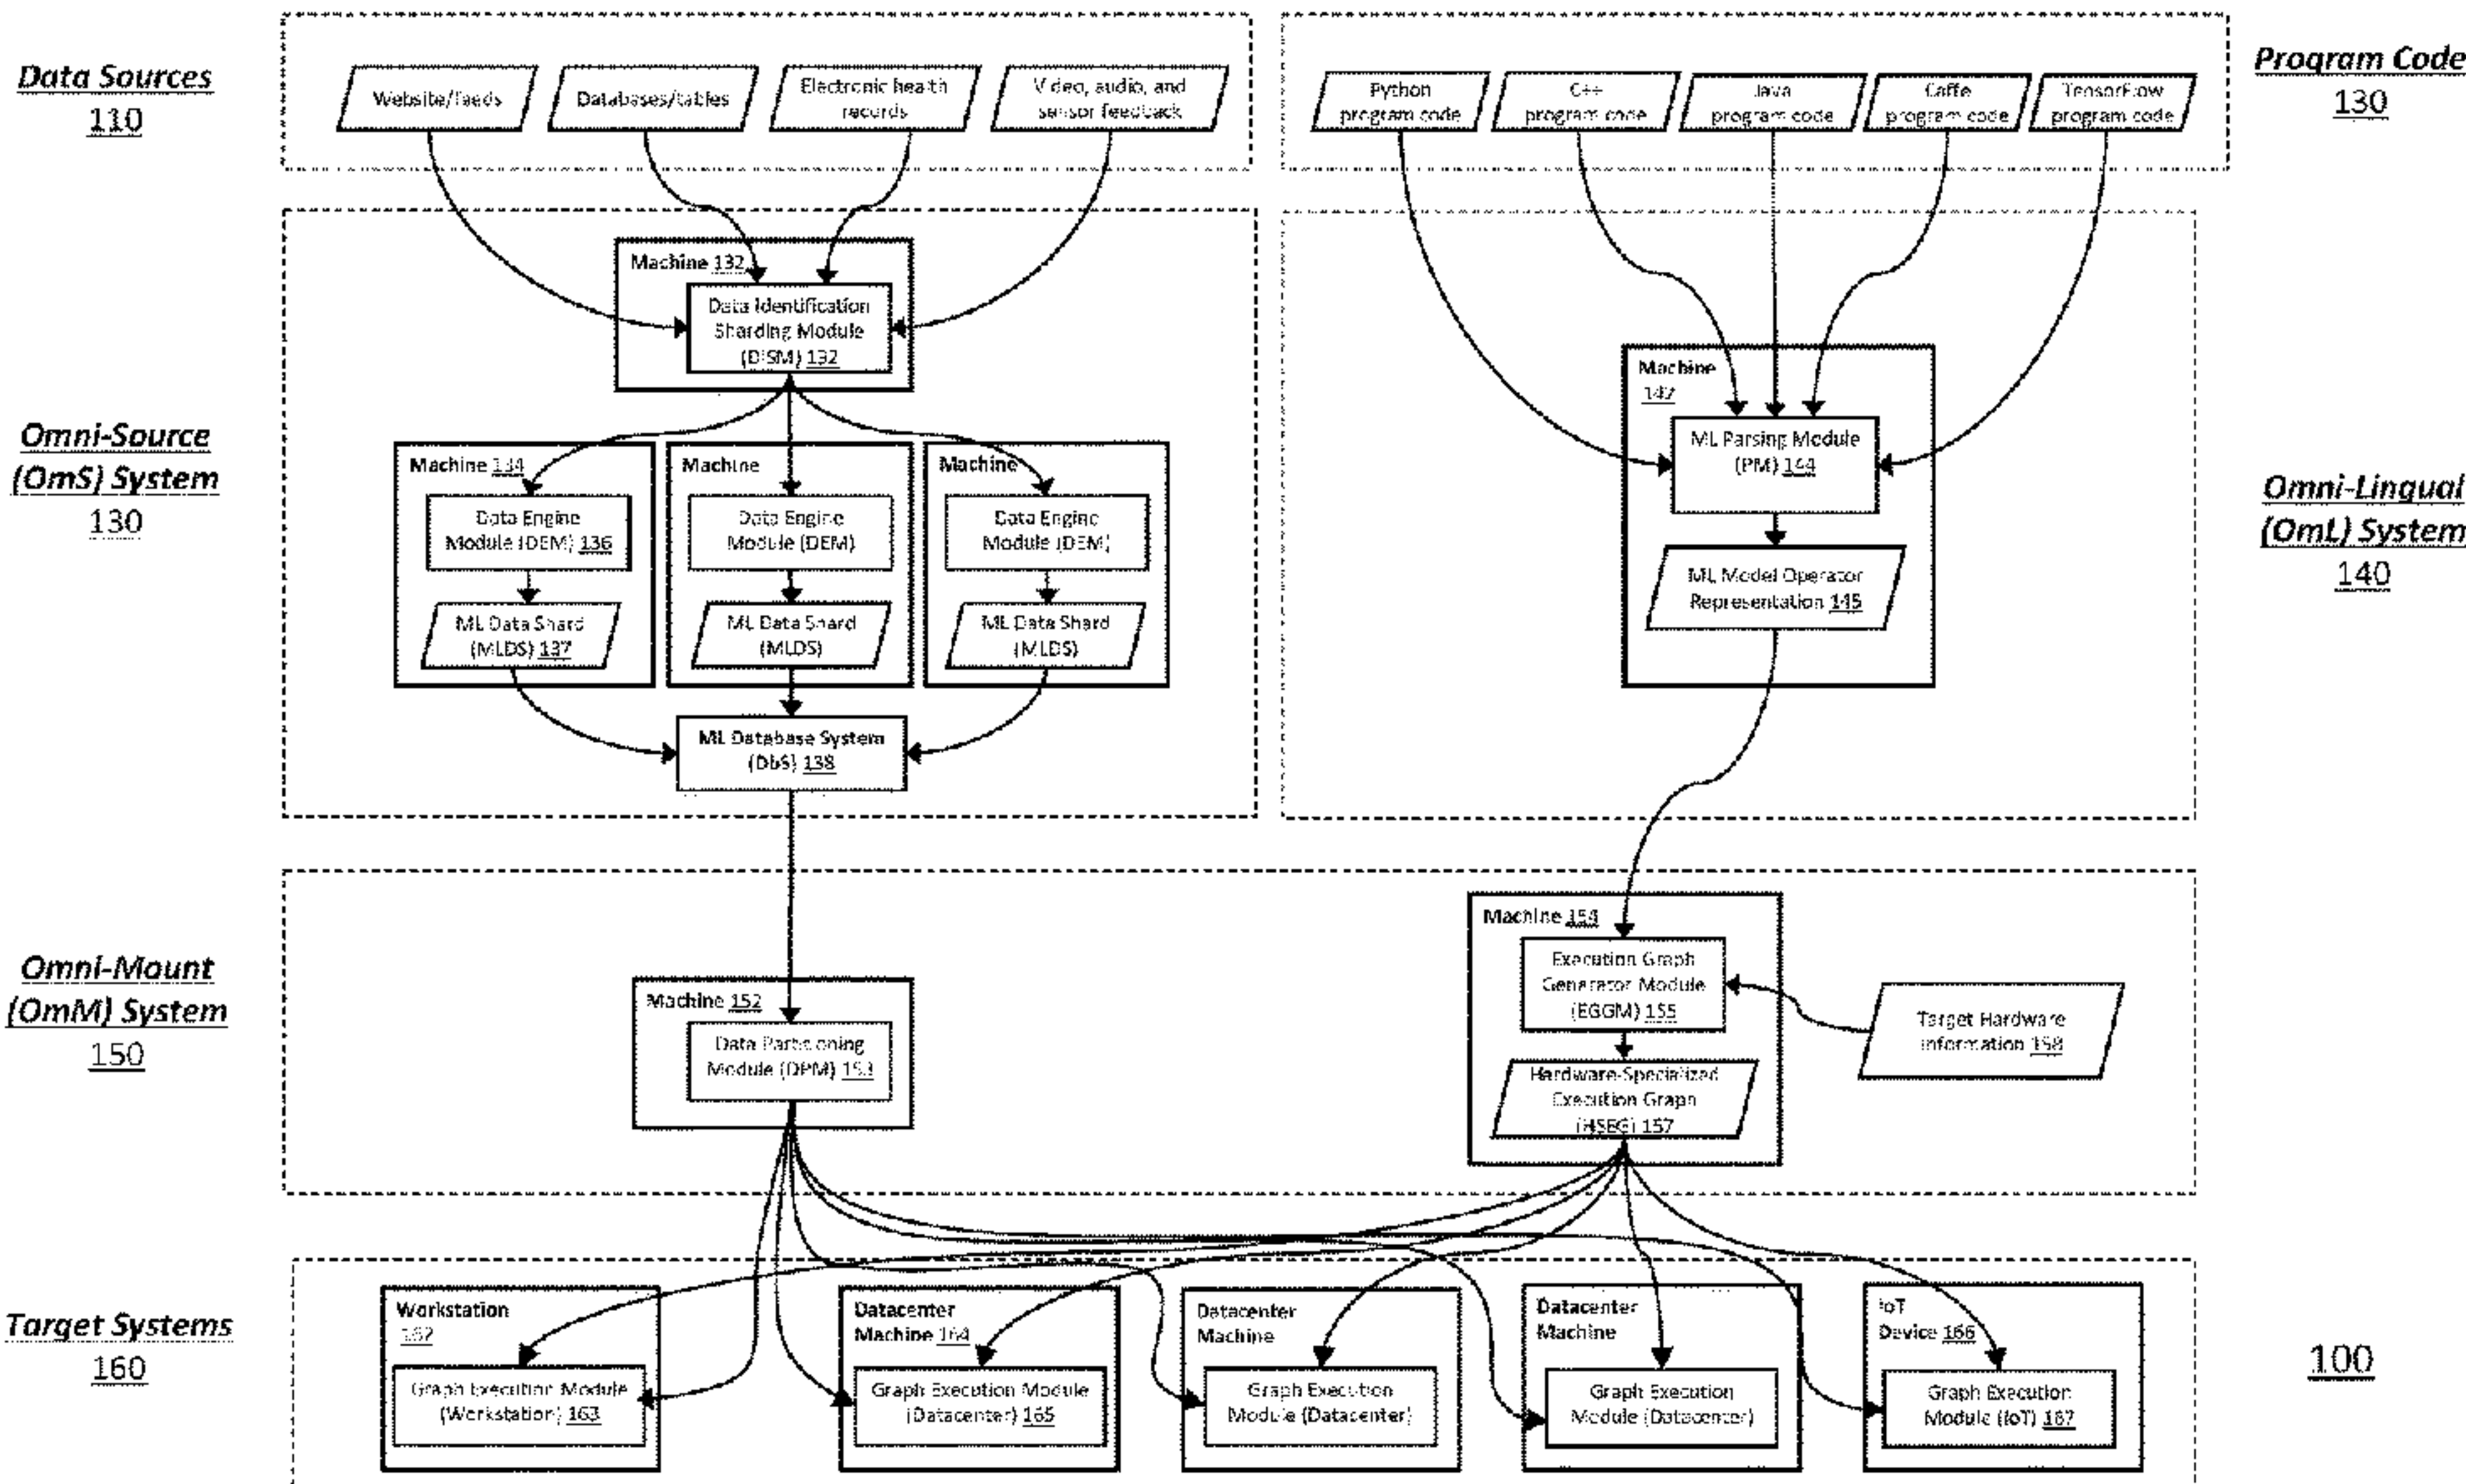 Data Sources
110
Website/feeds
Databases/tables
Electronic health
records
Video, audio, and
sensor feedback
Python
program code
C++
program code
Java
program code
Caffe
program code
TensorFlow
program code
Program Code
130
Omni-Source
(OmS) System
130
Machine 132
Data Identification
Sharding Module
(DISM) 132
Machine 134
Data Engine
Module (DEM) 136
ML Data Shard
(MLDS) 137
Machine
Data Engine
Module (DEM)
ML Data Shard
(MLDS)
Machine
Data Engine
Module (DEM)
ML Data Shard
(MLDS)
ML Database System
(DbS) 138
Machine
142
ML Parsing Module
(PM) 144
ML Model Operator
Representation 145
Omni-Lingual
(OmL) System
140
Omni-Mount
(OmM) System
150
Machine 152
Data Partitioning
Module (DPM) 153
Machine 154
Execution Graph
Generator Module
(EGGM) 155
Hardware-Specialized
Execution Graph
(HSEG) 157
Target Hardware
Information 158
Target Systems
160
Workstation
162
Graph Execution Module
(Workstation) 163
Datacenter
Machine 164
Graph Execution Module
(Datacenter) 165
Datacenter
Machine
Graph Execution
Module (Datacenter)
Datacenter
Machine
Graph Execution
Module (Datacenter)
IoT
Device 166
Graph Execution
Module (IoT) 167
100